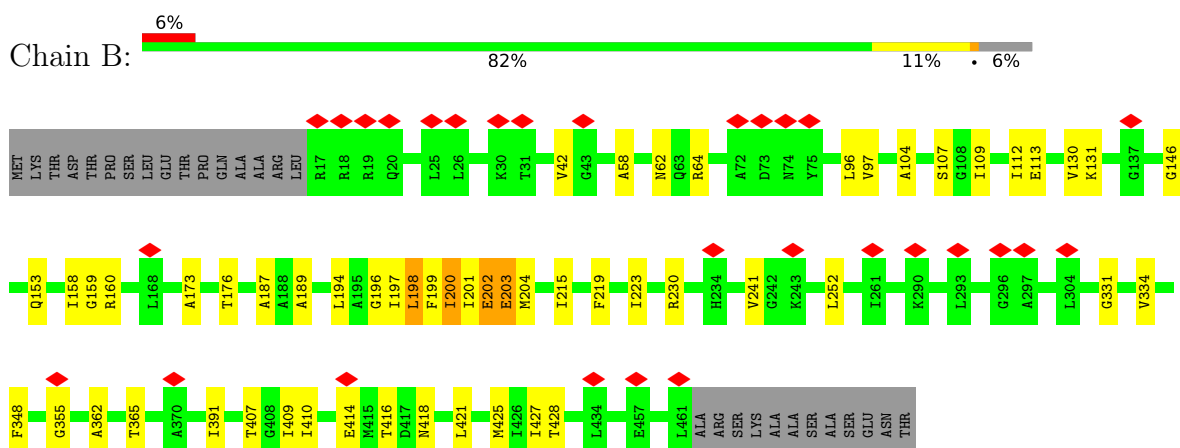 6%
Chain B:
82% 11% • 6%
MET LYS THR ASP THR PRO SER LEU GLU THR PRO GLN ALA ALA ARG LEU R17 R18 R19 Q20 L25 L26 K30 T31 V42 G43 A58 N62 Q63 R64 A72 D73 N74 Y75 L96 V97 A104 S107 G108 I109 I112 E113 V130 K131 G137 G146
Q153 I158 G159 R160 L168 A173 T176 A187 A188 A189 L194 A195 G196 I197 L198 F199 I200 I201 E202 E203 M204 I215 F219 I223 R230 H234 V241 G242 K243 L252 I261 K290 L293 G296 A297 L304 G331 V334
F348 G355 A362 T365 A370 I391 T407 G408 I409 I410 E414 M415 T416 D417 N418 L421 M425 I426 I427 T428 L434 E457 L461 ALA ARG SER LYS ALA ALA SER ALA SER GLU ASN THR